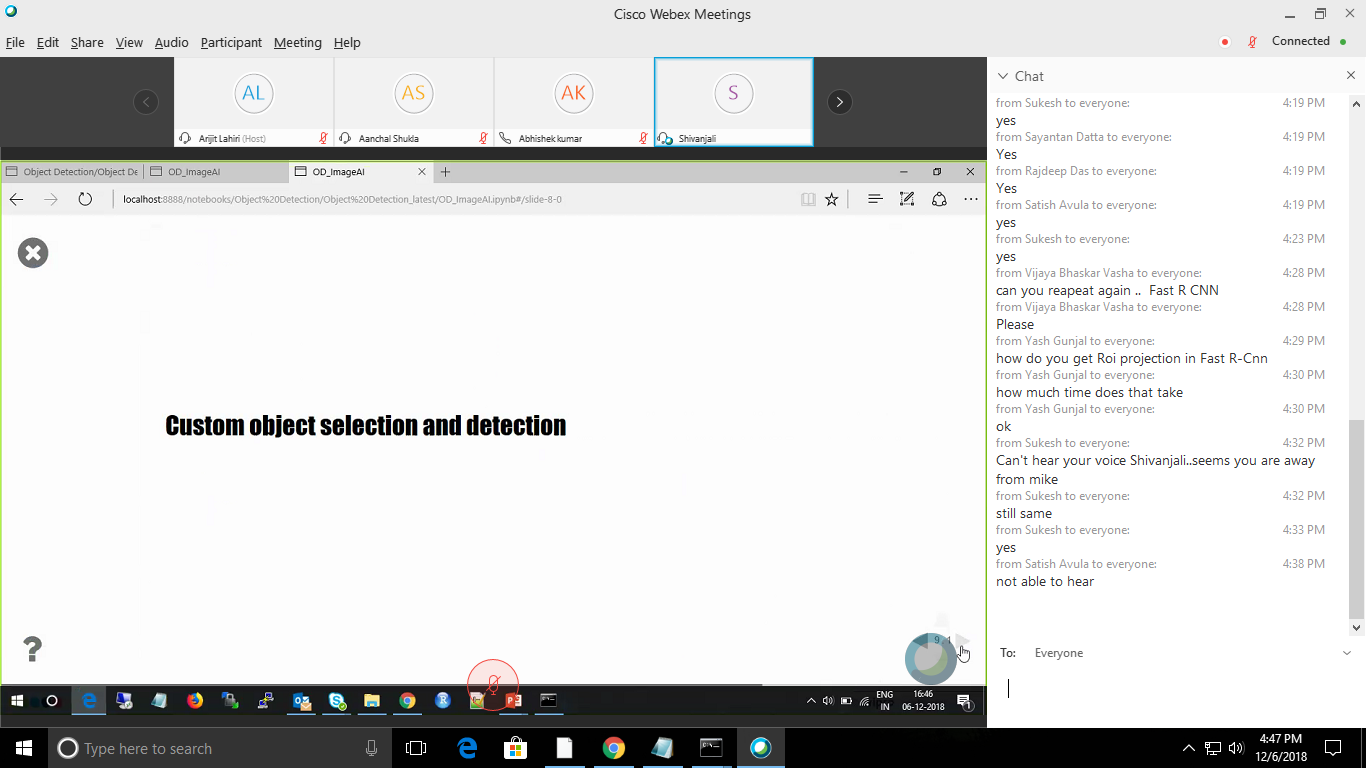 Cisco Webex Meetings
File Edit Share View Audio Participant Meeting Help
Connected
AL
AS
AK
S
Arijit Lahiri (Host)
Aanchal Shukla
Abhishek kumar
Shivanjali
Object Detection/Object De
OD_ImageAI
OD_ImageAI
localhost:8888/notebooks/Object%20Detection/Object%20Detection_latest/OD_ImageAI.ipynb#/slide-8-0
Custom object selection and detection
?
ENG
IN
16:46
06-12-2018
1
Chat
from Sukesh to everyone: 4:19 PM
yes
from Sayantan Datta to everyone: 4:19 PM
Yes
from Rajdeep Das to everyone: 4:19 PM
Yes
from Satish Avula to everyone: 4:19 PM
yes
from Sukesh to everyone: 4:23 PM
yes
from Vijaya Bhaskar Vasha to everyone: 4:28 PM
can you reapeat again .. Fast R CNN
from Vijaya Bhaskar Vasha to everyone: 4:28 PM
Please
from Yash Gunjal to everyone: 4:29 PM
how do you get Roi projection in Fast R-Cnn
from Yash Gunjal to everyone: 4:30 PM
how much time does that take
from Yash Gunjal to everyone: 4:30 PM
ok
from Sukesh to everyone: 4:32 PM
Can't hear your voice Shivanjali..seems you are away
from mike
from Sukesh to everyone: 4:32 PM
still same
from Sukesh to everyone: 4:33 PM
yes
from Satish Avula to everyone: 4:38 PM
not able to hear
To: Everyone
Type here to search
4:47 PM
12/6/2018